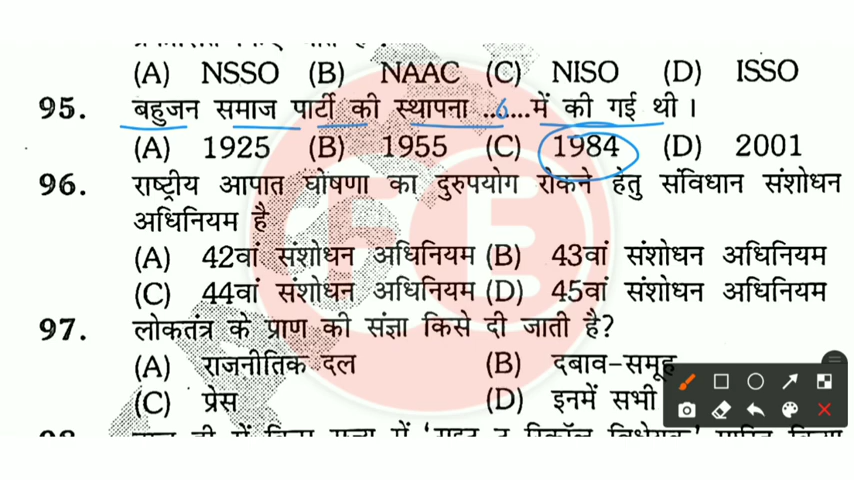 (A) NSSO (B) NAAC (C) NISO (D) ISSO
95. बहुजन समाज पार्टी की स्थापना ..6....में की गई थी ।
(A) 1925 (B) 1955 (C) 1984 (D) 2001
96. राष्ट्रीय आपात घोषणा का दुरुपयोग रोकने हेतु संविधान संशोधन
अधिनियम है
(A) 42वां संशोधन अधिनियम (B) 43वां संशोधन अधिनियम
(C) 44वां संशोधन अधिनियम (D) 45वां संशोधन अधिनियम
97. लोकतंत्र के प्राण की संज्ञा किसे दी जाती है?
(A) राजनीतिक दल (B) दबाव-समूह
(C) प्रेस (D) इनमें सभी